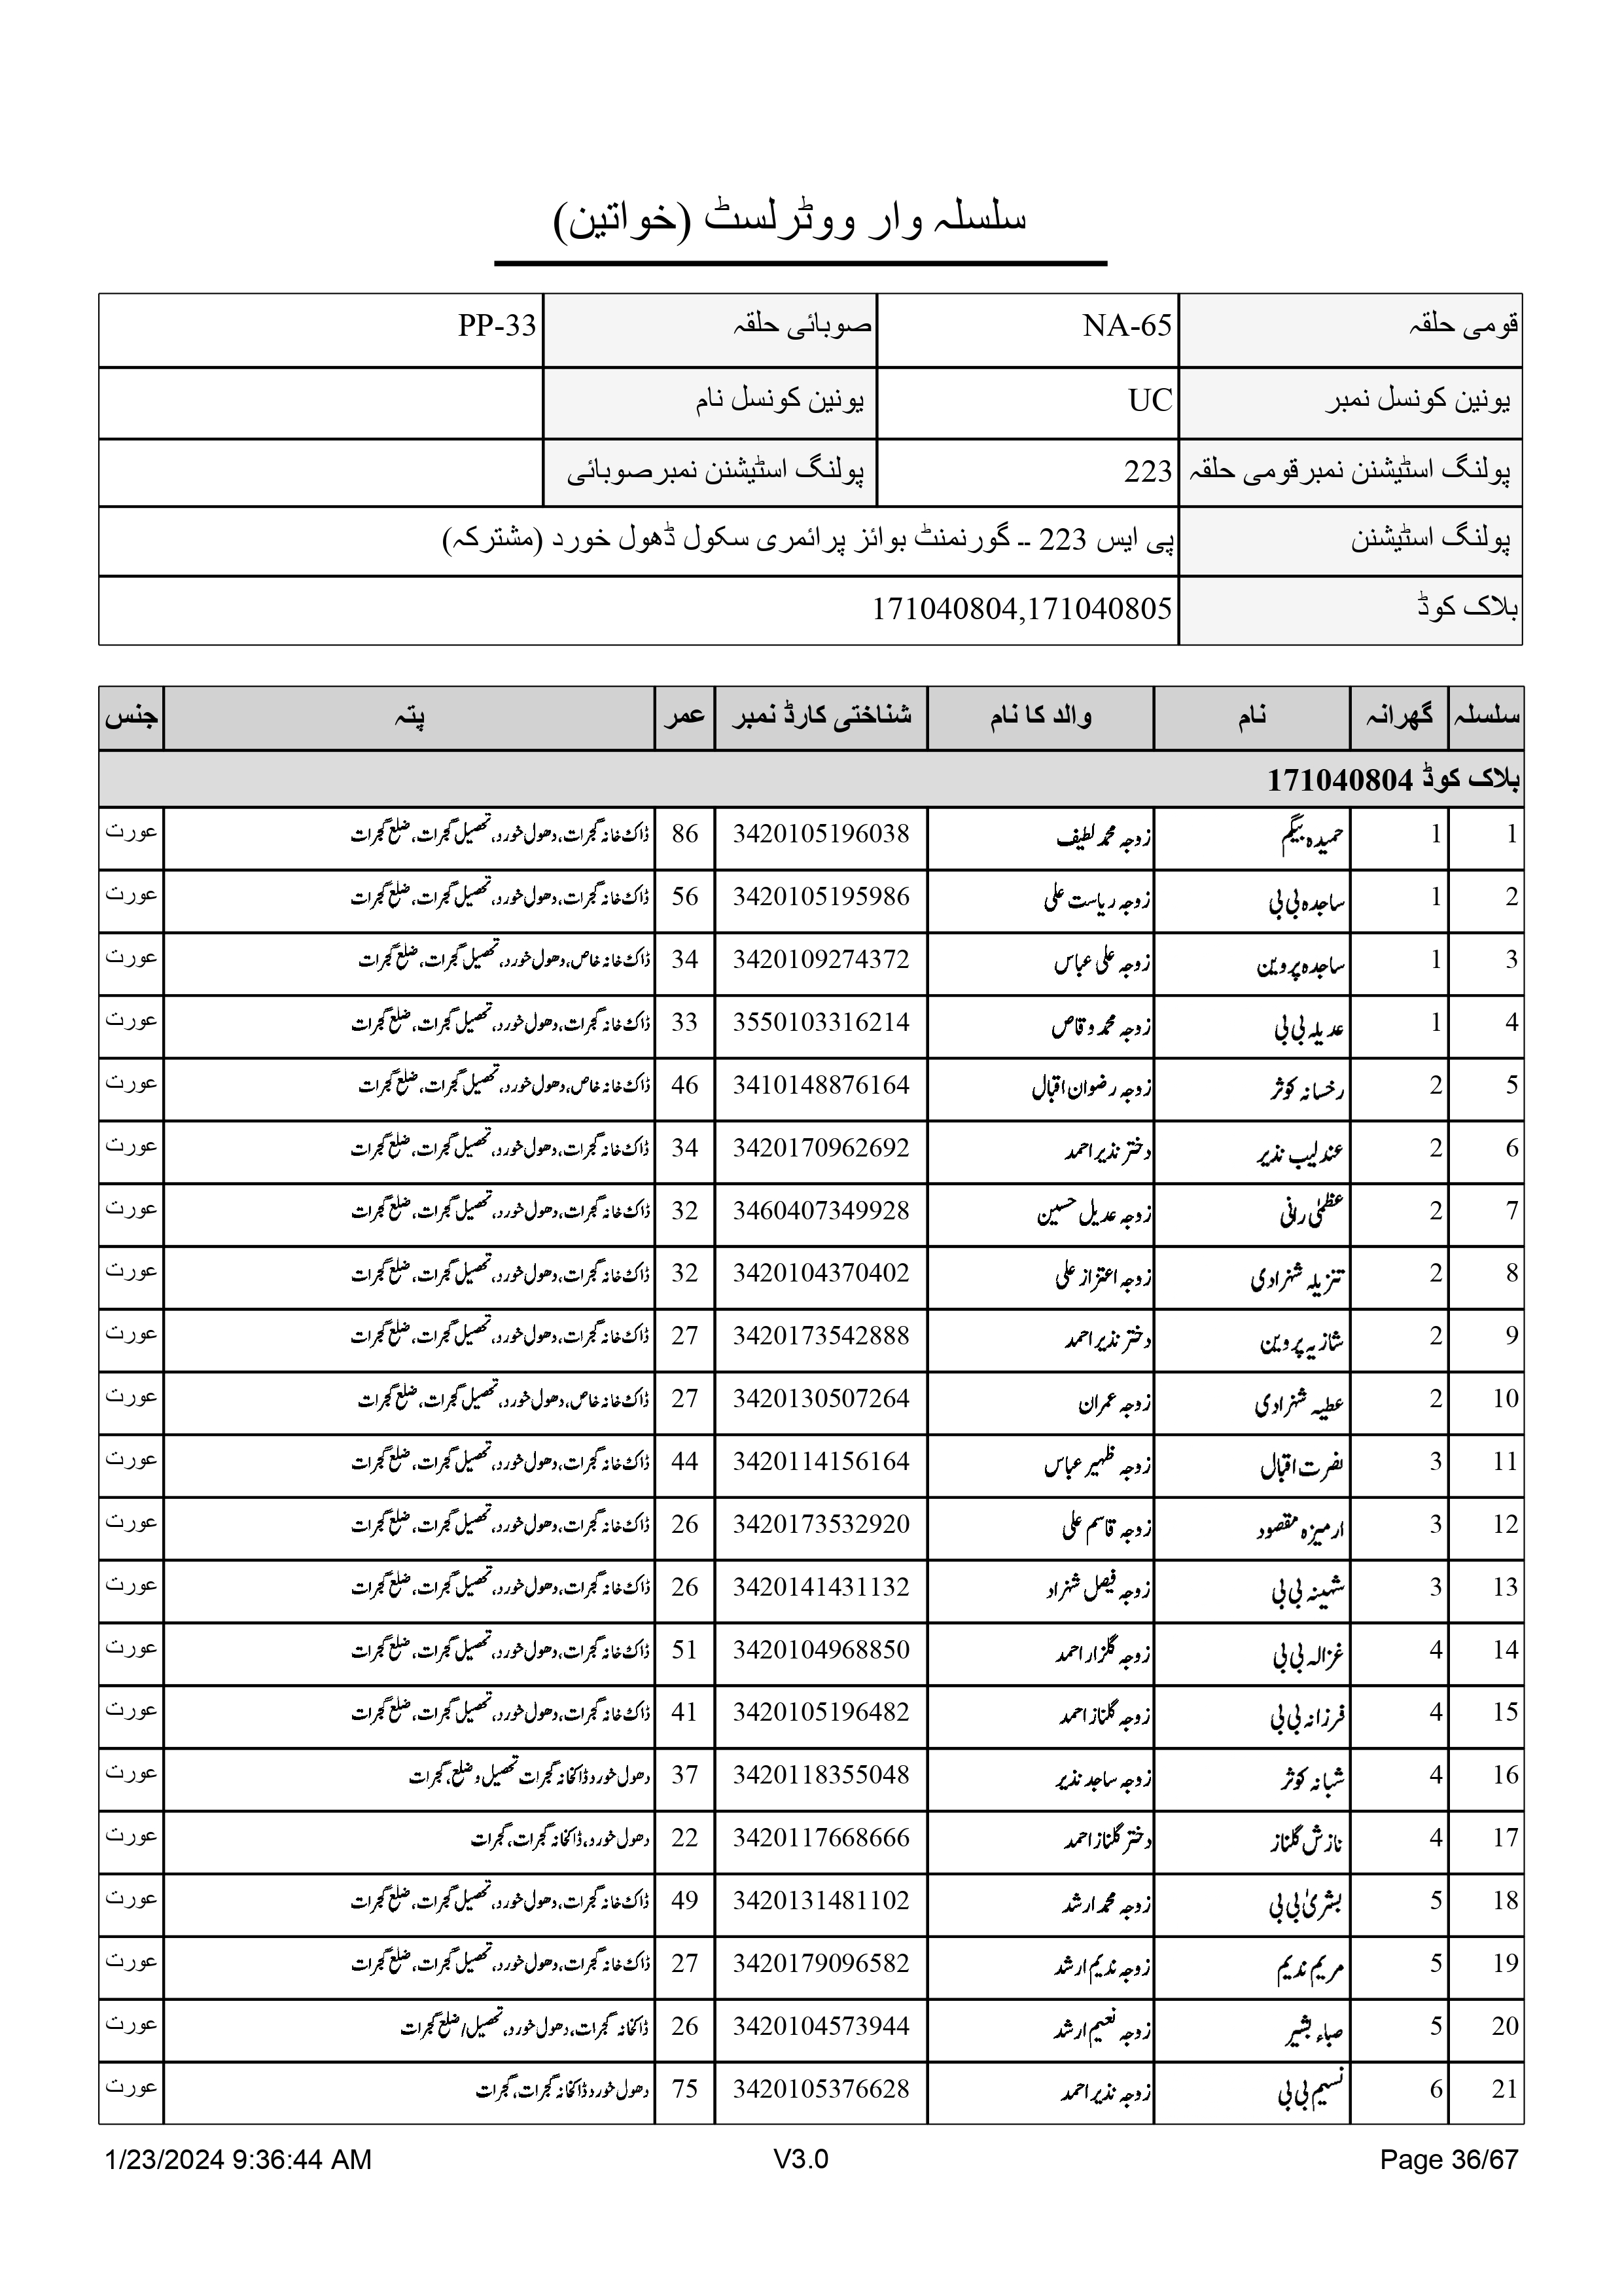 سلسلہ وار ووٹرلسٹ (خواتین)
قومی حلقہ NA-65 صوبائی حلقہ PP-33
یونین کونسل نمبر UC یونین کونسل نام
پولنگ اسٹیشنن نمبرقومی حلقہ 223 پولنگ اسٹیشنن نمبرصوبائی
پولنگ اسٹیشنن پی ایس 223 -- گورنمنٹ بوائز پرائمری سکول ڈھول خورد (مشترکہ)
بلاک کوڈ 171040804,171040805
سلسلہ گھرانہ نام والد کا نام شناختی کارڈ نمبر عمر پتہ جنس
بلاک کوڈ 171040804
1 1 حمیدہ بیگم زوجہ محمد لطیف 3420105196038 86 ڈاک خانہ گجرات، دھول خورد، تحصیل گجرات، ضلع گجرات عورت
2 1 ساجدہ بی بی زوجہ ریاست علی 3420105195986 56 ڈاک خانہ گجرات، دھول خورد، تحصیل گجرات، ضلع گجرات عورت
3 1 ساجدہ پروین زوجہ علی عباس 3420109274372 34 ڈاک خانہ خاص، دھول خورد، تحصیل گجرات، ضلع گجرات عورت
4 1 عدیلہ بی بی زوجہ محمد وقاص 3550103316214 33 ڈاک خانہ گجرات، دھول خورد، تحصیل گجرات، ضلع گجرات عورت
5 2 رخسانہ کوثر زوجہ رضوان اقبال 3410148876164 46 ڈاک خانہ خاص، دھول خورد، تحصیل گجرات، ضلع گجرات عورت
6 2 عندلیب نذیر دختر نذیر احمد 3420170962692 34 ڈاک خانہ گجرات، دھول خورد، تحصیل گجرات، ضلع گجرات عورت
7 2 عظمٰی رانی زوجہ عدیل حسین 3460407349928 32 ڈاک خانہ گجرات، دھول خورد، تحصیل گجرات، ضلع گجرات عورت
8 2 تنزیلہ شہزادی زوجہ اعتزاز علی 3420104370402 32 ڈاک خانہ گجرات، دھول خورد، تحصیل گجرات، ضلع گجرات عورت
9 2 شازیہ پروین دختر نذیر احمد 3420173542888 27 ڈاک خانہ گجرات، دھول خورد، تحصیل گجرات، ضلع گجرات عورت
10 2 عطیہ شہزادی زوجہ عمران 3420130507264 27 ڈاک خانہ خاص، دھول خورد، تحصیل گجرات، ضلع گجرات عورت
11 3 نصرت اقبال زوجہ ظہیر عباس 3420114156164 44 ڈاک خانہ گجرات، دھول خورد، تحصیل گجرات، ضلع گجرات عورت
12 3 ارمیزہ مقصود زوجہ قاسم علی 3420173532920 26 ڈاک خانہ گجرات، دھول خورد، تحصیل گجرات، ضلع گجرات عورت
13 3 شہینہ بی بی زوجہ فیصل شہزاد 3420141431132 26 ڈاک خانہ گجرات، دھول خورد، تحصیل گجرات، ضلع گجرات عورت
14 4 غزالہ بی بی زوجہ گلزار احمد 3420104968850 51 ڈاک خانہ گجرات، دھول خورد، تحصیل گجرات، ضلع گجرات عورت
15 4 فرزانہ بی بی زوجہ گلناز احمد 3420105196482 41 ڈاک خانہ گجرات، دھول خورد، تحصیل گجرات، ضلع گجرات عورت
16 4 شبانہ کوثر زوجہ ساجد نذیر 3420118355048 37 دھول خورد ڈاکخانہ گجرات تحصیل و ضلع، گجرات عورت
17 4 نازش گلناز دختر گلناز احمد 3420117668666 22 دھول خورد، ڈاکخانہ گجرات، گجرات عورت
18 5 بشریٰ بی بی زوجہ محمد ارشد 3420131481102 49 ڈاک خانہ گجرات، دھول خورد، تحصیل گجرات، ضلع گجرات عورت
19 5 مریم ندیم زوجہ ندیم ارشد 3420179096582 27 ڈاک خانہ گجرات، دھول خورد، تحصیل گجرات، ضلع گجرات عورت
20 5 صباء بشیر زوجہ نعیم ارشد 3420104573944 26 ڈاکخانہ گجرات، دھول خورد، تحصیل/ضلع گجرات عورت
21 6 نسیم بی بی زوجہ نذیر احمد 3420105376628 75 دھول خورد ڈاکخانہ گجرات، گجرات عورت
1/23/2024 9:36:44 AM V3.0 Page 36/67